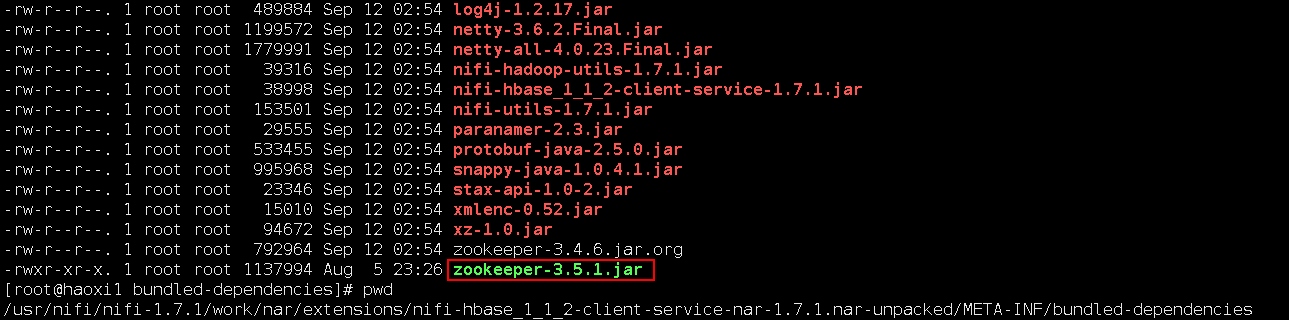 -rw-r--r--. 1 root root 489884 Sep 12 02:54 log4j-1.2.17.jar
-rw-r--r--. 1 root root 1199572 Sep 12 02:54 netty-3.6.2.Final.jar
-rw-r--r--. 1 root root 1779991 Sep 12 02:54 netty-all-4.0.23.Final.jar
-rw-r--r--. 1 root root 39316 Sep 12 02:54 nifi-hadoop-utils-1.7.1.jar
-rw-r--r--. 1 root root 38998 Sep 12 02:54 nifi-hbase_1_1_2-client-service-1.7.1.jar
-rw-r--r--. 1 root root 153501 Sep 12 02:54 nifi-utils-1.7.1.jar
-rw-r--r--. 1 root root 29555 Sep 12 02:54 paranamer-2.3.jar
-rw-r--r--. 1 root root 533455 Sep 12 02:54 protobuf-java-2.5.0.jar
-rw-r--r--. 1 root root 995968 Sep 12 02:54 snappy-java-1.0.4.1.jar
-rw-r--r--. 1 root root 23346 Sep 12 02:54 stax-api-1.0-2.jar
-rw-r--r--. 1 root root 15010 Sep 12 02:54 xmlenc-0.52.jar
-rw-r--r--. 1 root root 94672 Sep 12 02:54 xz-1.0.jar
-rw-r--r--. 1 root root 792964 Sep 12 02:54 zookeeper-3.4.6.jar.org
-rwxr-xr-x. 1 root root 1137994 Aug 5 23:26 zookeeper-3.5.1.jar
[root@haoxi1 bundled-dependencies]# pwd
/usr/nifi/nifi-1.7.1/work/nar/extensions/nifi-hbase_1_1_2-client-service-nar-1.7.1.nar-unpacked/META-INF/bundled-dependencies